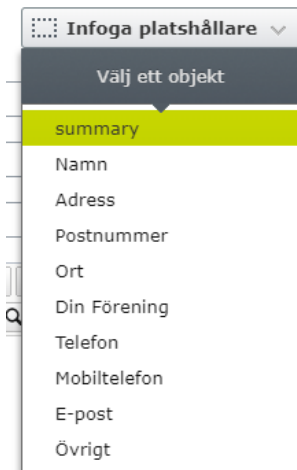 Infoga platshållare
Välj ett objekt
summary
Namn
Adress
Postnummer
Ort
Din Förening
Telefon
Mobiltelefon
E-post
Övrigt